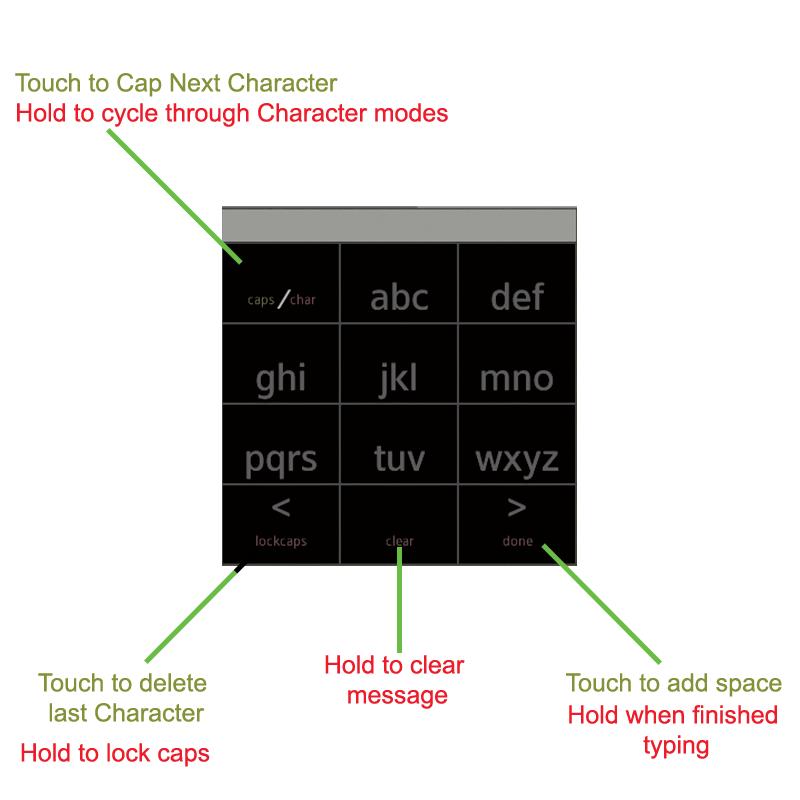 Touch to Cap Next Character
Hold to cycle through Character modes
caps/char
abc
def
ghi
jkl
mno
pqrs
tuv
wxyz
<
>
lockcaps
clear
done
Touch to delete
last Character
Hold to lock caps
Hold to clear
message
Touch to add space
Hold when finished
typing